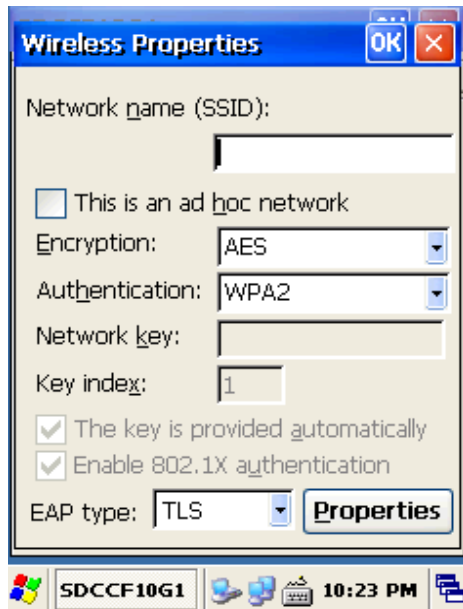 Wireless Properties OK
Network name (SSID):
This is an ad hoc network
Encryption: AES
Authentication: WPA2
Network key:
Key index: 1
The key is provided automatically
Enable 802.1X authentication
EAP type: TLS Properties
SDCCF10G1 10:23 PM